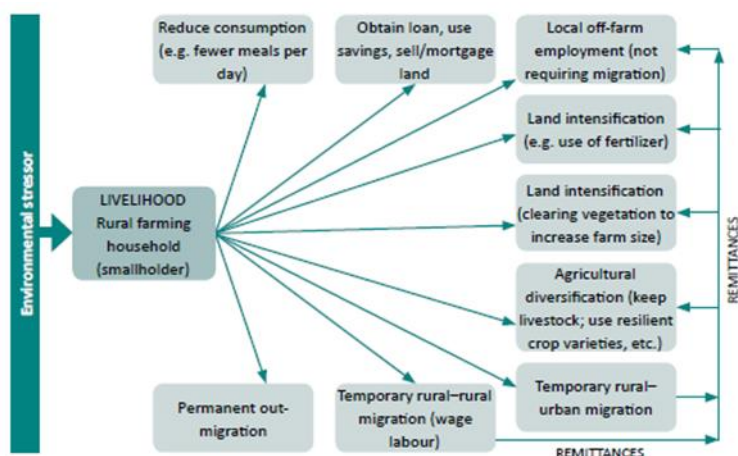 Environmental stressor
LIVELIHOOD
Rural farming
household
(smallholder)
Reduce consumption
(e.g. fewer meals per
day)
Obtain loan, use
savings, sell/mortgage
land
Local off-farm
employment (not
requiring migration)
Land intensification
(e.g. use of fertilizer)
Land intensification
(clearing vegetation to
increase farm size)
Agricultural
diversification (keep
livestock; use resilient
crop varieties, etc.)
Permanent out-
migration
Temporary rural–rural
migration (wage
labour)
Temporary rural–
urban migration
REMITTANCES
REMITTANCES